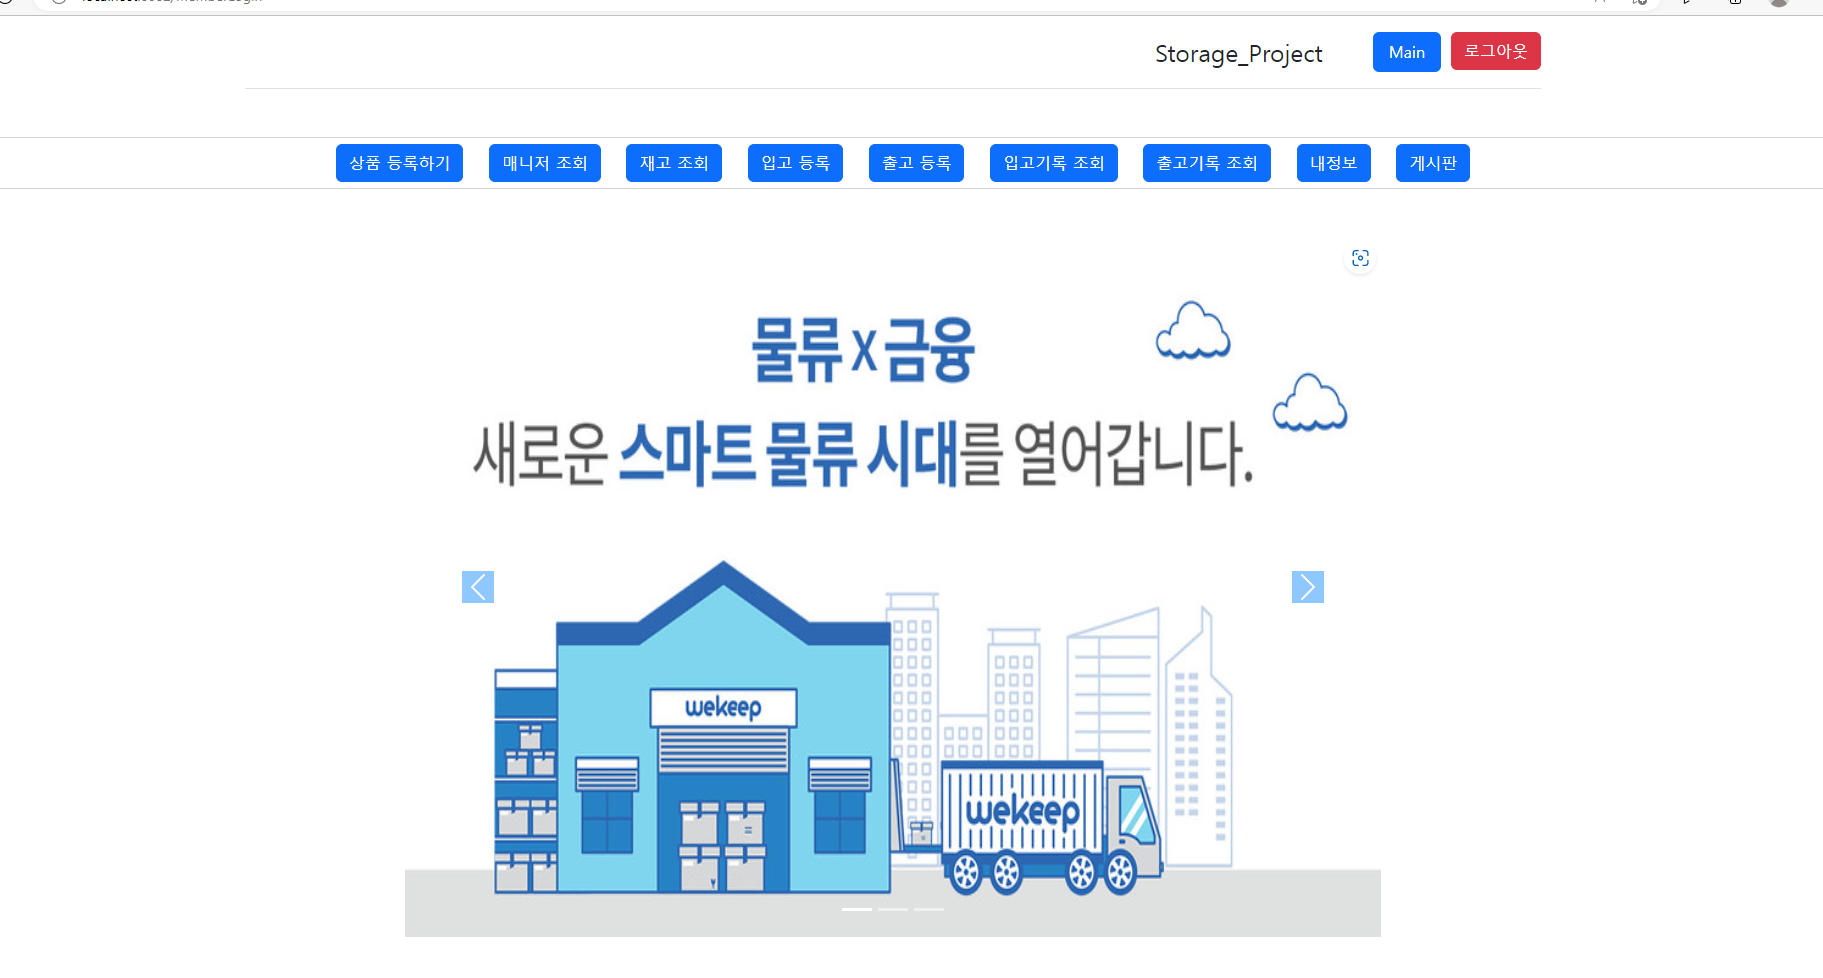 Storage_Project Main 로그아웃
상품 등록하기 매니저 조회 재고 조회 입고 등록 출고 등록 입고기록 조회 출고기록 조회 내정보 게시판
물류 X 금융
새로운 스마트 물류 시대를 열어갑니다.
wekeep
wekeep